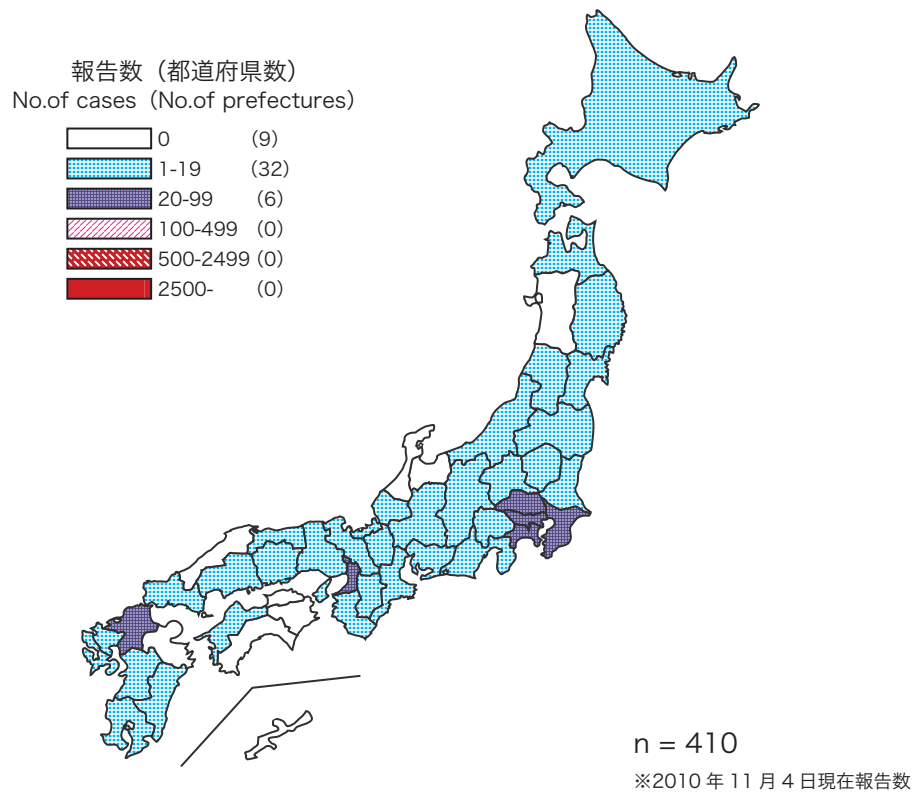 報告数（都道府県数）
No.of cases（No.of prefectures）
0 (9)
1-19 (32)
20-99 (6)
100-499 (0)
500-2499 (0)
2500- (0)
n = 410
※2010 年 11 月 4 日現在報告数